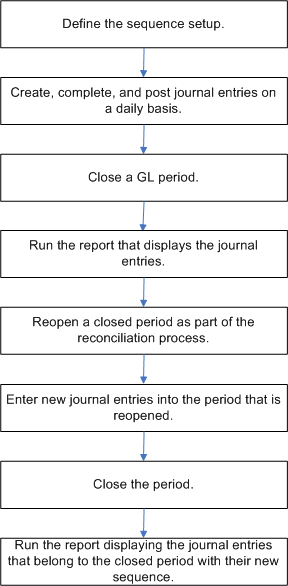 Define the sequence setup.
Create, complete, and post journal entries on
a daily basis.
Close a GL period.
Run the report that displays the journal
entries.
Reopen a closed period as part of the
reconciliation process.
Enter new journal entries into the period that is
reopened.
Close the period.
Run the report displaying the journal entries
that belong to the closed period with their new
sequence.